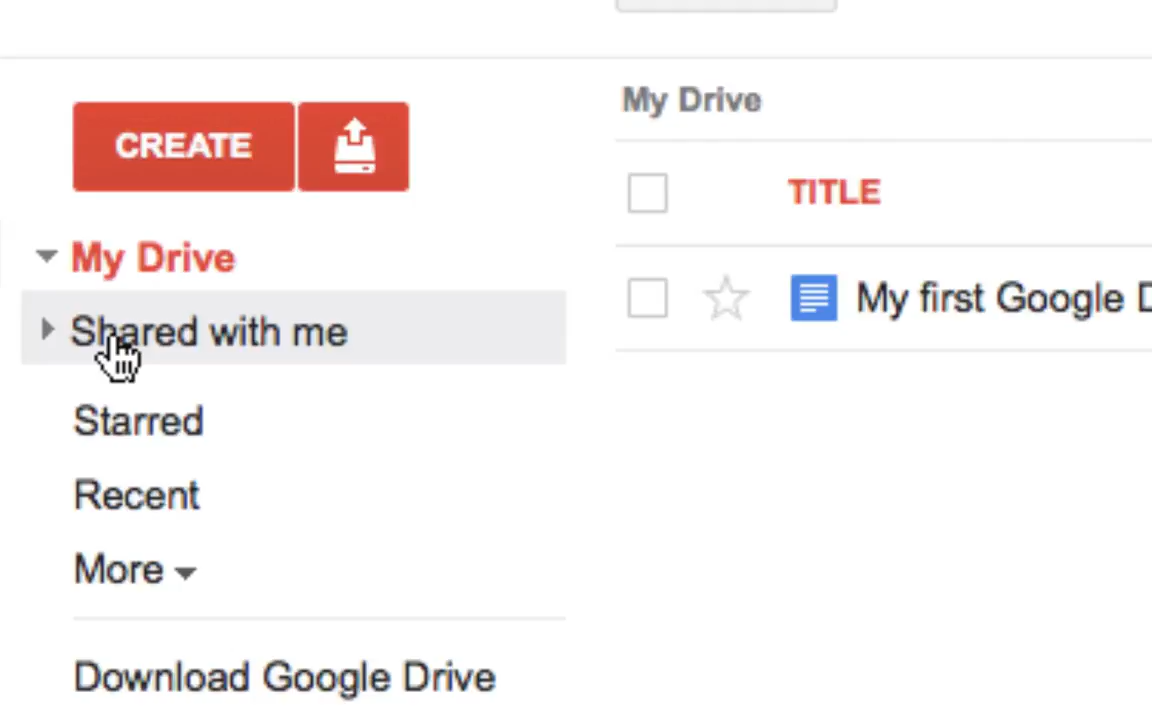 CREATE
My Drive
Shared with me
Starred
Recent
More
Download Google Drive
My Drive
TITLE
My first Google